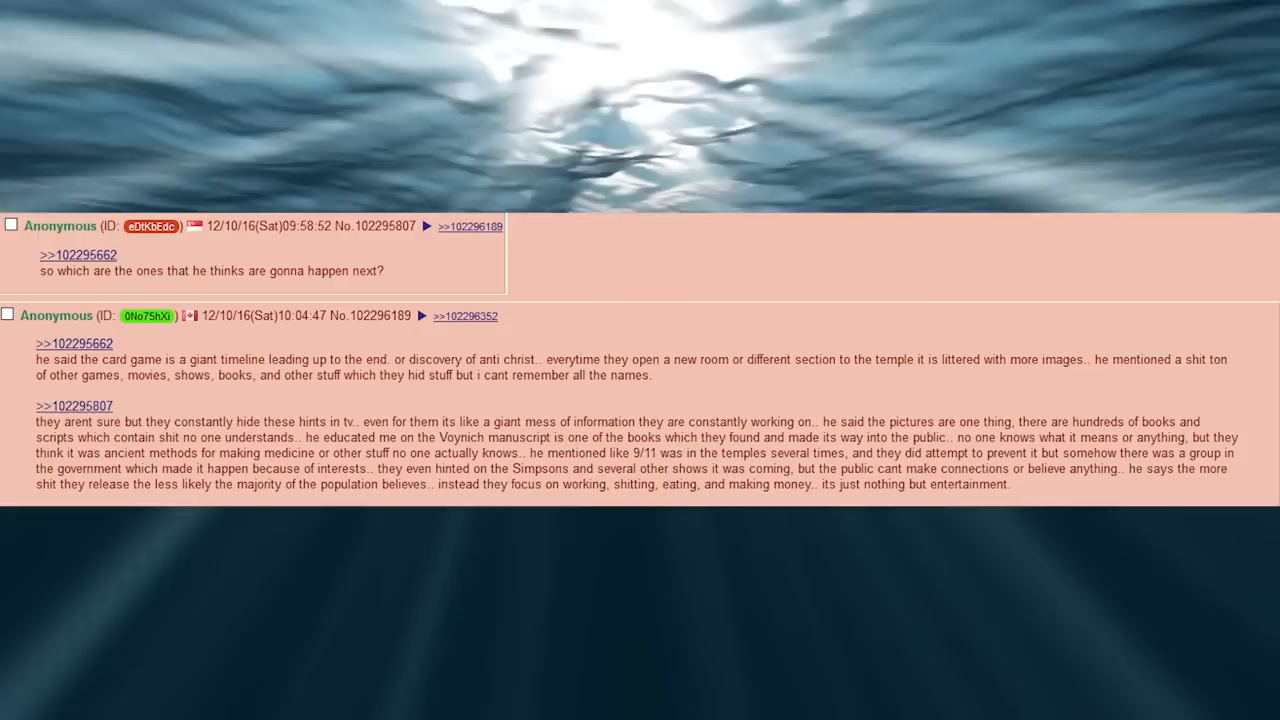 Anonymous (ID: eDtKbEdc) 12/10/16(Sat)09:58:52 No.102295807 ▶ >>102296189
>>102295662
so which are the ones that he thinks are gonna happen next?
Anonymous (ID: 0No75hXi) 12/10/16(Sat)10:04:47 No.102296189 ▶ >>102296352
>>102295662
he said the card game is a giant timeline leading up to the end. or discovery of anti christ.. everytime they open a new room or different section to the temple it is littered with more images.. he mentioned a shit ton
of other games, movies, shows, books, and other stuff which they hid stuff but i cant remember all the names.
>>102295807
they arent sure but they constantly hide these hints in tv.. even for them its like a giant mess of information they are constantly working on.. he said the pictures are one thing, there are hundreds of books and
scripts which contain shit no one understands.. he educated me on the Voynich manuscript is one of the books which they found and made its way into the public.. no one knows what it means or anything, but they
think it was ancient methods for making medicine or other stuff no one actually knows.. he mentioned like 9/11 was in the temples several times, and they did attempt to prevent it but somehow there was a group in
the government which made it happen because of interests.. they even hinted on the Simpsons and several other shows it was coming, but the public cant make connections or believe anything.. he says the more
shit they release the less likely the majority of the population believes.. instead they focus on working, shitting, eating, and making money.. its just nothing but entertainment.